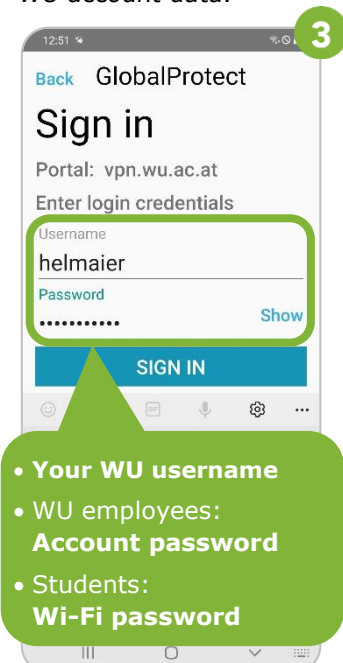 WU account data:
3
12:51
Back GlobalProtect
Sign in
Portal: vpn.wu.ac.at
Enter login credentials
Username
helmaier
Password
••••••••••• Show
SIGN IN
GIF
• Your WU username
• WU employees:
Account password
• Students:
Wi-Fi password